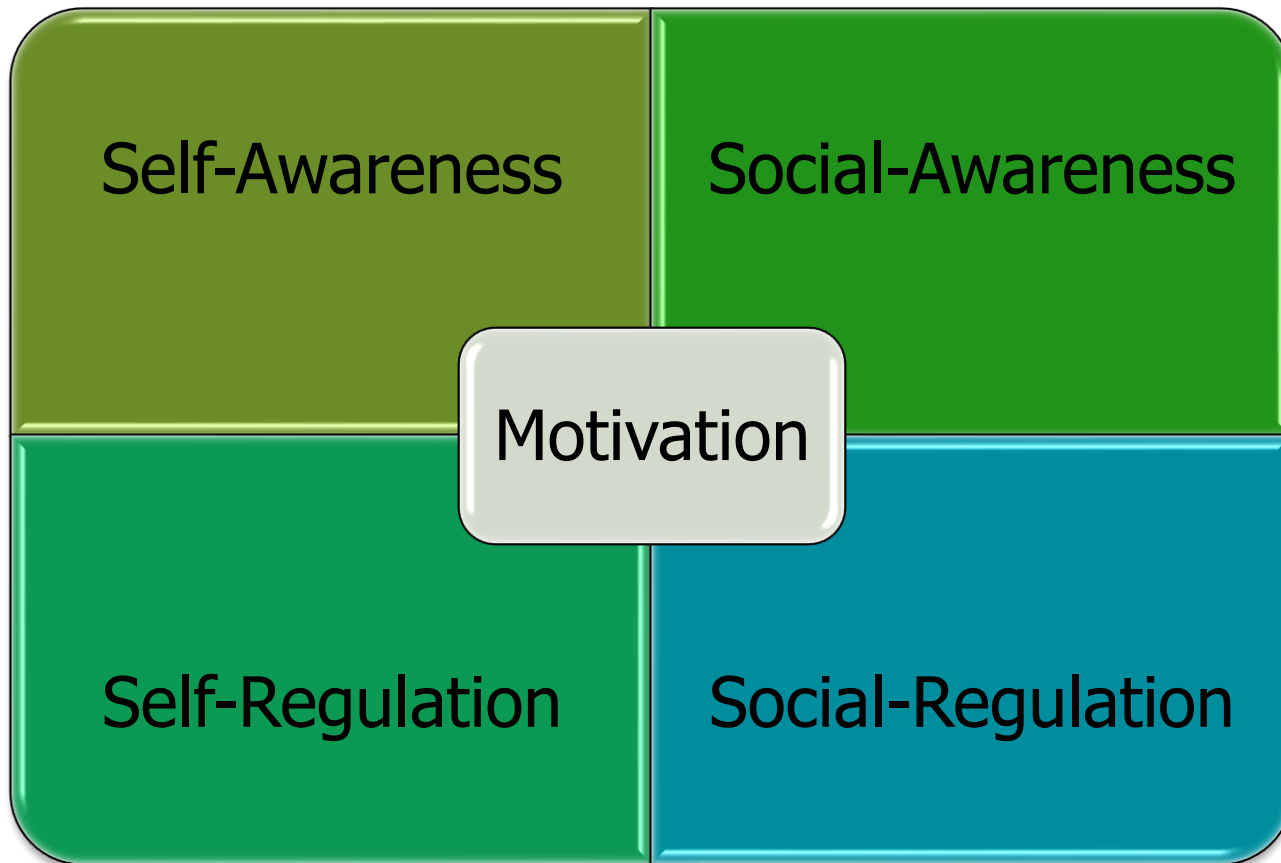 Self-Awareness
Social-Awareness
Motivation
Self-Regulation
Social-Regulation